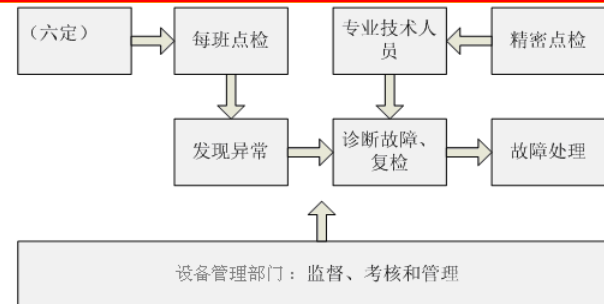 （六定）
每班点检
专业技术人
员
精密点检
发现异常
诊断故障、
复检
故障处理
设备管理部门：监督、考核和管理